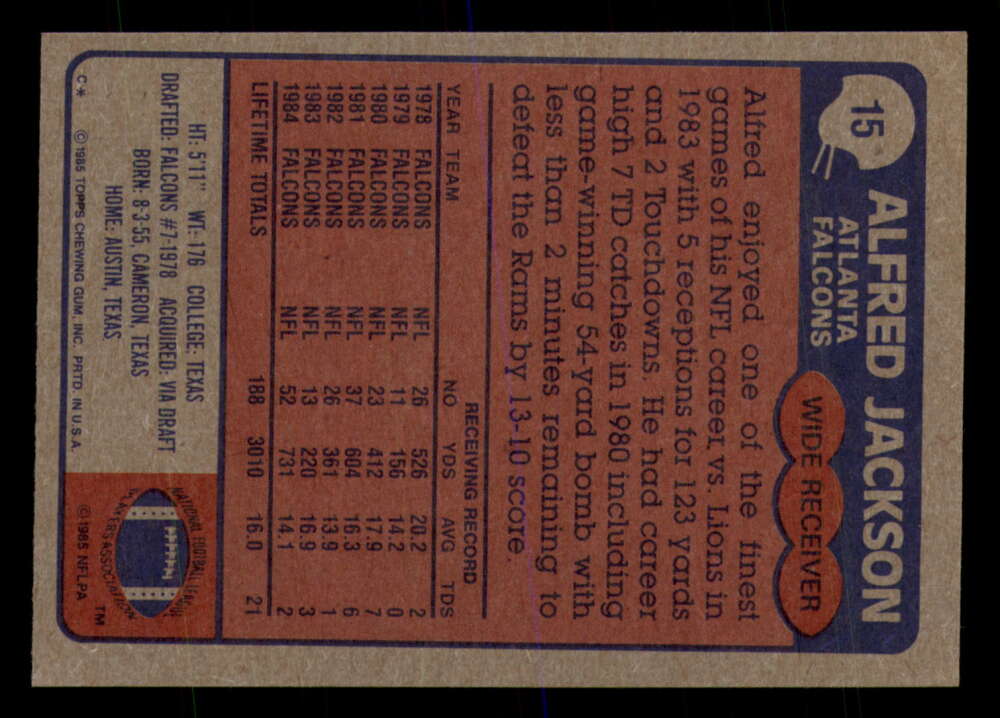 15
ALFRED JACKSON
ATLANTA
FALCONS
WIDE RECEIVER
Alfred enjoyed one of the finest
games of his NFL career, vs. Lions in
1983 with 5 receptions for 123 yards
and 2 Touchdowns. He had career
high 7 TD catches in 1980 including
game-winning 54-yard bomb with
less than 2 minutes remaining to
defeat the Rams by 13-10 score.
RECEIVING RECORD
YEAR TEAM NO YDS AVG TDS
1978 FALCONS NFL 26 526 20.2 2
1979 FALCONS NFL 11 156 14.2 0
1980 FALCONS NFL 23 412 17.9 7
1981 FALCONS NFL 37 604 16.3 6
1982 FALCONS NFL 26 361 13.9 1
1983 FALCONS NFL 13 220 16.9 3
1984 FALCONS NFL 52 731 14.1 2
LIFETIME TOTALS 188 3010 16.0 21
HT: 5'11" WT: 176 COLLEGE: TEXAS
DRAFTED: FALCONS #7-1978 ACQUIRED: VIA DRAFT
BORN: 8-3-55, CAMERON, TEXAS
HOME: AUSTIN, TEXAS
C* © 1985 TOPPS CHEWING GUM, INC. PRTD. IN U.S.A.
NATIONAL FOOTBALL LEAGUE
PLAYERS ASSOCIATION
TM
© 1985 NFLPA